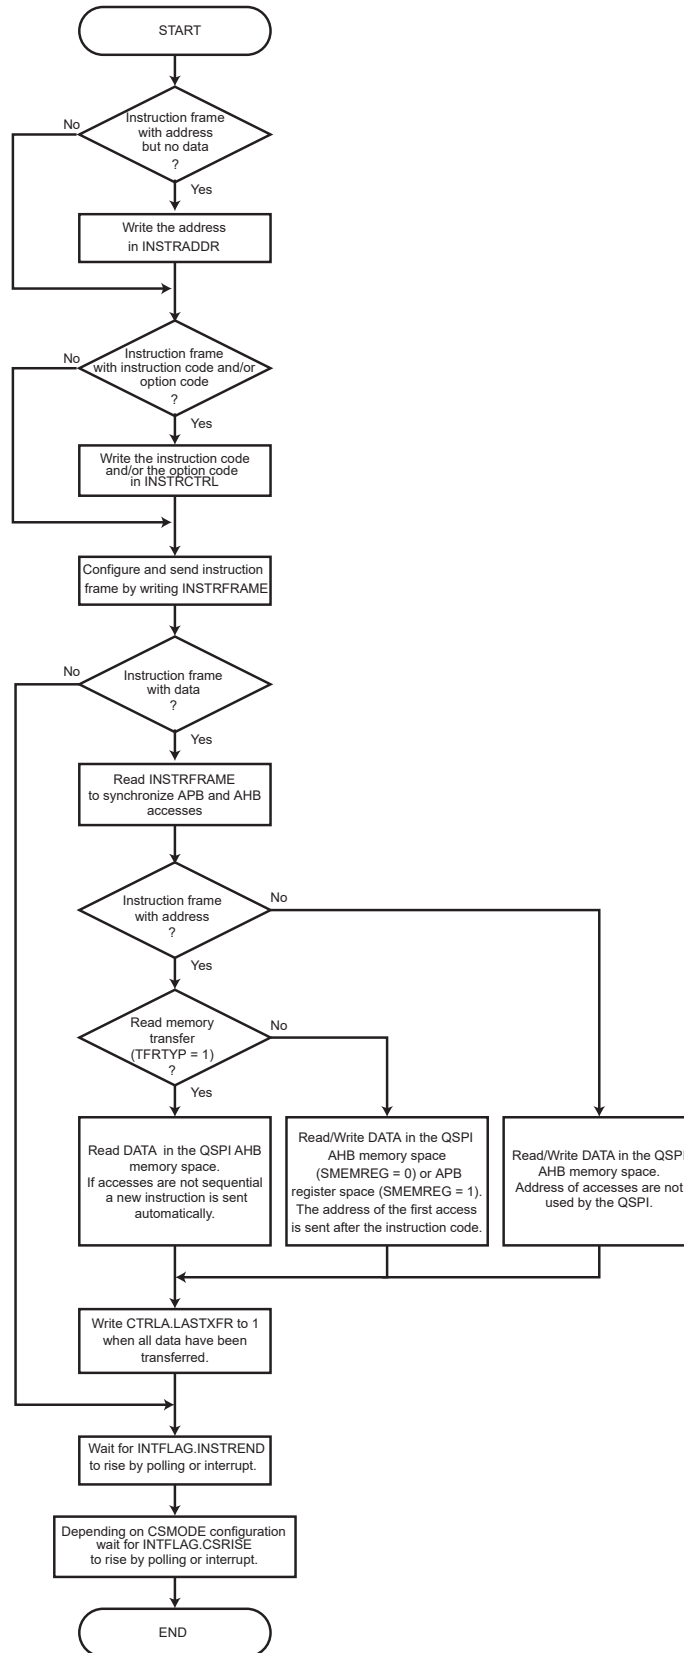 START
Instruction frame
with address
but no data
?
No
Yes
Write the address
in INSTRADDR
Instruction frame
with instruction code and/or
option code
?
No
Yes
Write the instruction code
and/or the option code
in INSTRCTRL
Configure and send instruction
frame by writing INSTRFRAME
Instruction frame
with data
?
No
Yes
Read INSTRFRAME
to synchronize APB and AHB
accesses
Instruction frame
with address
?
No
Yes
Read memory
transfer
(TFRTYP = 1)
?
No
Yes
Read DATA in the QSPI AHB
memory space.
If accesses are not sequential
a new instruction is sent
automatically.
Read/Write DATA in the QSPI
AHB memory space
(SMEMREG = 0) or APB
register space (SMEMREG = 1).
The address of the first access
is sent after the instruction code.
Read/Write DATA in the QSPI
AHB memory space.
Address of accesses are not
used by the QSPI.
Write CTRLA.LASTXFR to 1
when all data have been
transferred.
Wait for INTFLAG.INSTREND
to rise by polling or interrupt.
Depending on CSMODE configuration
wait for INTFLAG.CSRISE
to rise by polling or interrupt.
END